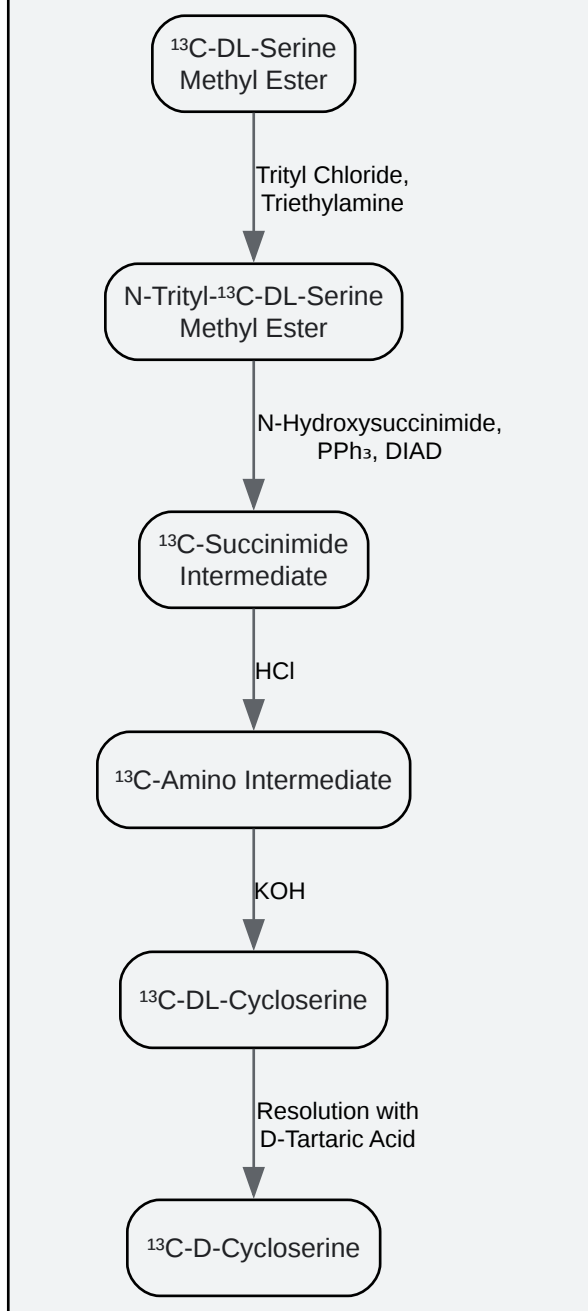 ¹³C-DL-Serine
Methyl Ester
Trityl Chloride,
Triethylamine
N-Trityl-¹³C-DL-Serine
Methyl Ester
N-Hydroxysuccinimide,
PPh₃, DIAD
¹³C-Succinimide
Intermediate
HCl
¹³C-Amino Intermediate
KOH
¹³C-DL-Cycloserine
Resolution with
D-Tartaric Acid
¹³C-D-Cycloserine